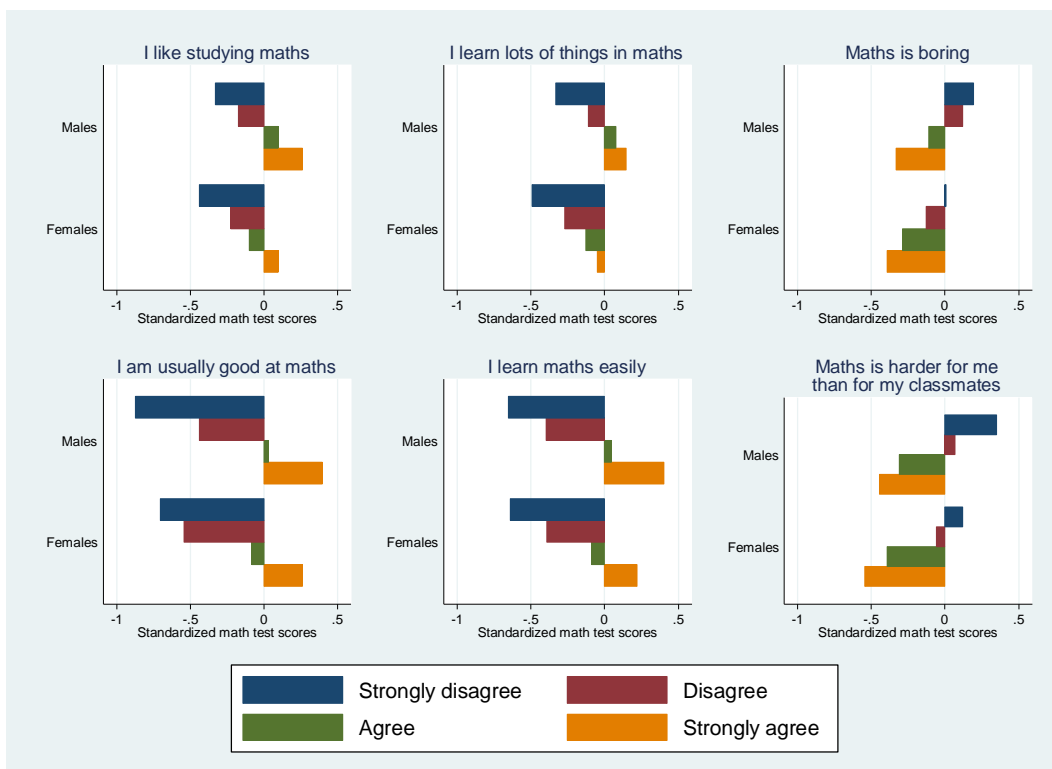 I like studying maths
Males
Females
-1 -.5 0 .5
Standardized math test scores
I learn lots of things in maths
Males
Females
-1 -.5 0 .5
Standardized math test scores
Maths is boring
Males
Females
-1 -.5 0 .5
Standardized math test scores
I am usually good at maths
Males
Females
-1 -.5 0 .5
Standardized math test scores
I learn maths easily
Males
Females
-1 -.5 0 .5
Standardized math test scores
Maths is harder for me
than for my classmates
Males
Females
-1 -.5 0 .5
Standardized math test scores
Strongly disagree Disagree
Agree Strongly agree